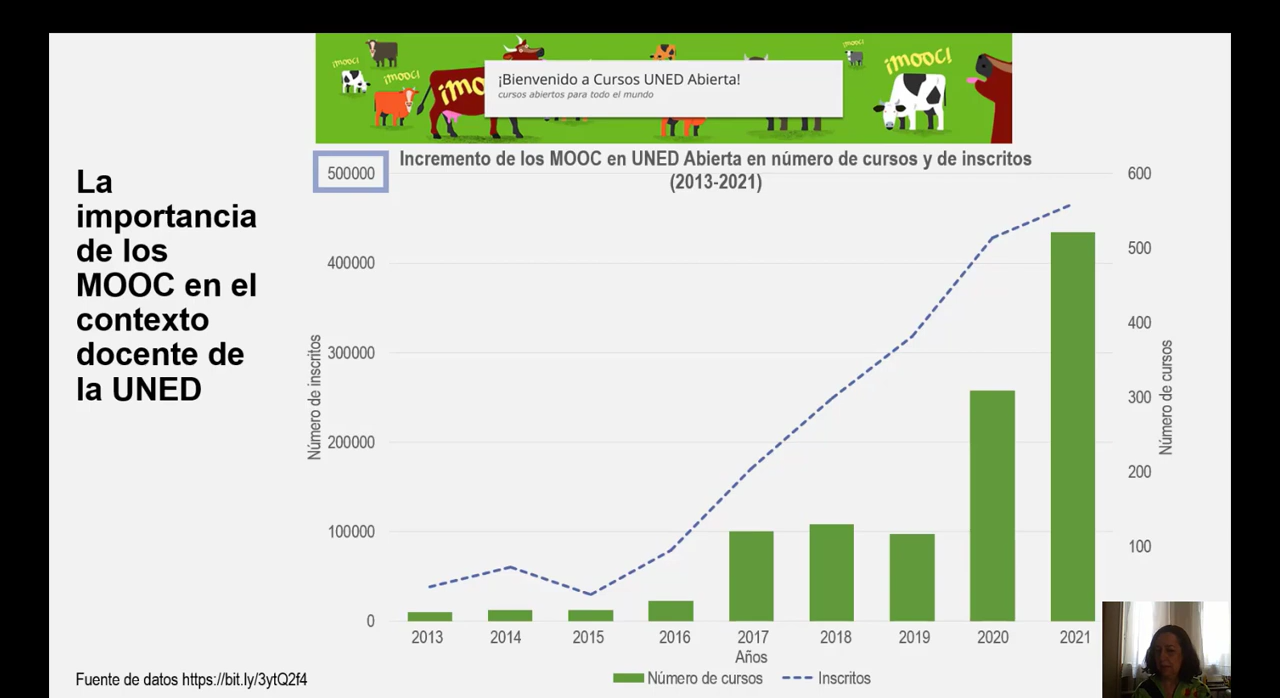 ¡MOOC!
¡MOOC!
¡MO
¡Bienvenido a Cursos UNED Abierta!
cursos abiertos para todo el mundo
¡MOOC!
¡MOOC!
La
importancia
de los
MOOC en el
contexto
docente de
la UNED
Incremento de los MOOC en UNED Abierta en número de cursos y de inscritos
(2013-2021)
500000
400000
300000
200000
100000
0
Número de inscritos
600
500
400
300
200
100
Número de cursos
2013 2014 2015 2016 2017 2018 2019 2020 2021
Años
Número de cursos Inscritos
Fuente de datos https://bit.ly/3ytQ2f4